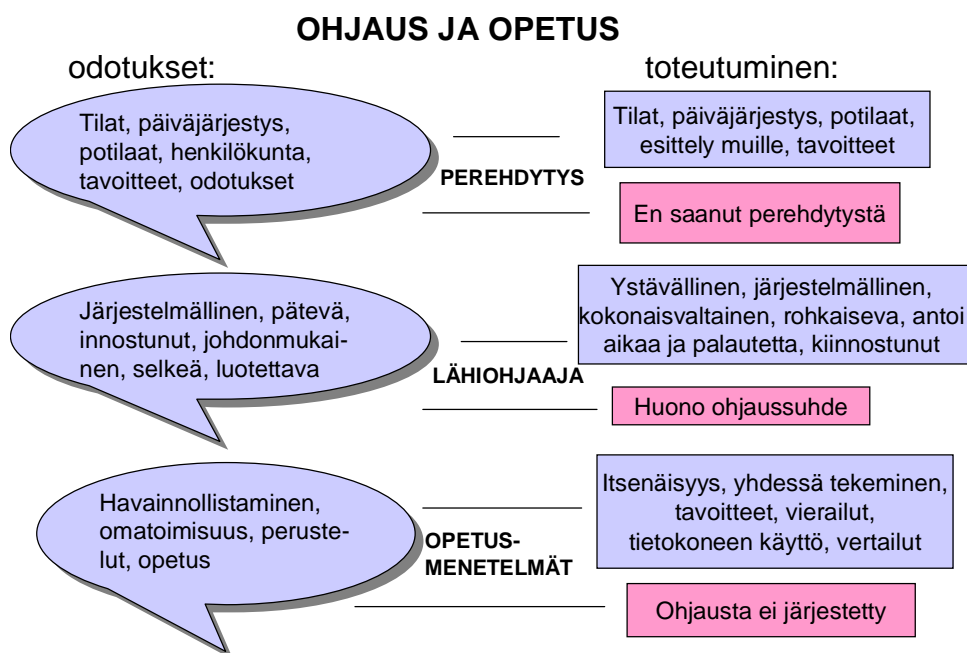 OHJAUS JA OPETUS
odotukset:
toteutuminen:
Tilat, päiväjärjestys,
potilaat, henkilökunta,
tavoitteet, odotukset
PEREHDYTYS
Tilat, päiväjärjestys, potilaat,
esittely muille, tavoitteet
En saanut perehdytystä
Järjestelmällinen, pätevä,
innostunut, johdonmukai-
nen, selkeä, luotettava
LÄHIOHJAAJA
Ystävällinen, järjestelmällinen,
kokonaisvaltainen, rohkaiseva, antoi
aikaa ja palautetta, kiinnostunut
Huono ohjaussuhde
Havainnollistaminen,
omatoimisuus, peruste-
lut, opetus
OPETUS-
MENETELMÄT
Itsenäisyys, yhdessä tekeminen,
tavoitteet, vierailut,
tietokoneen käyttö, vertailut
Ohjausta ei järjestetty